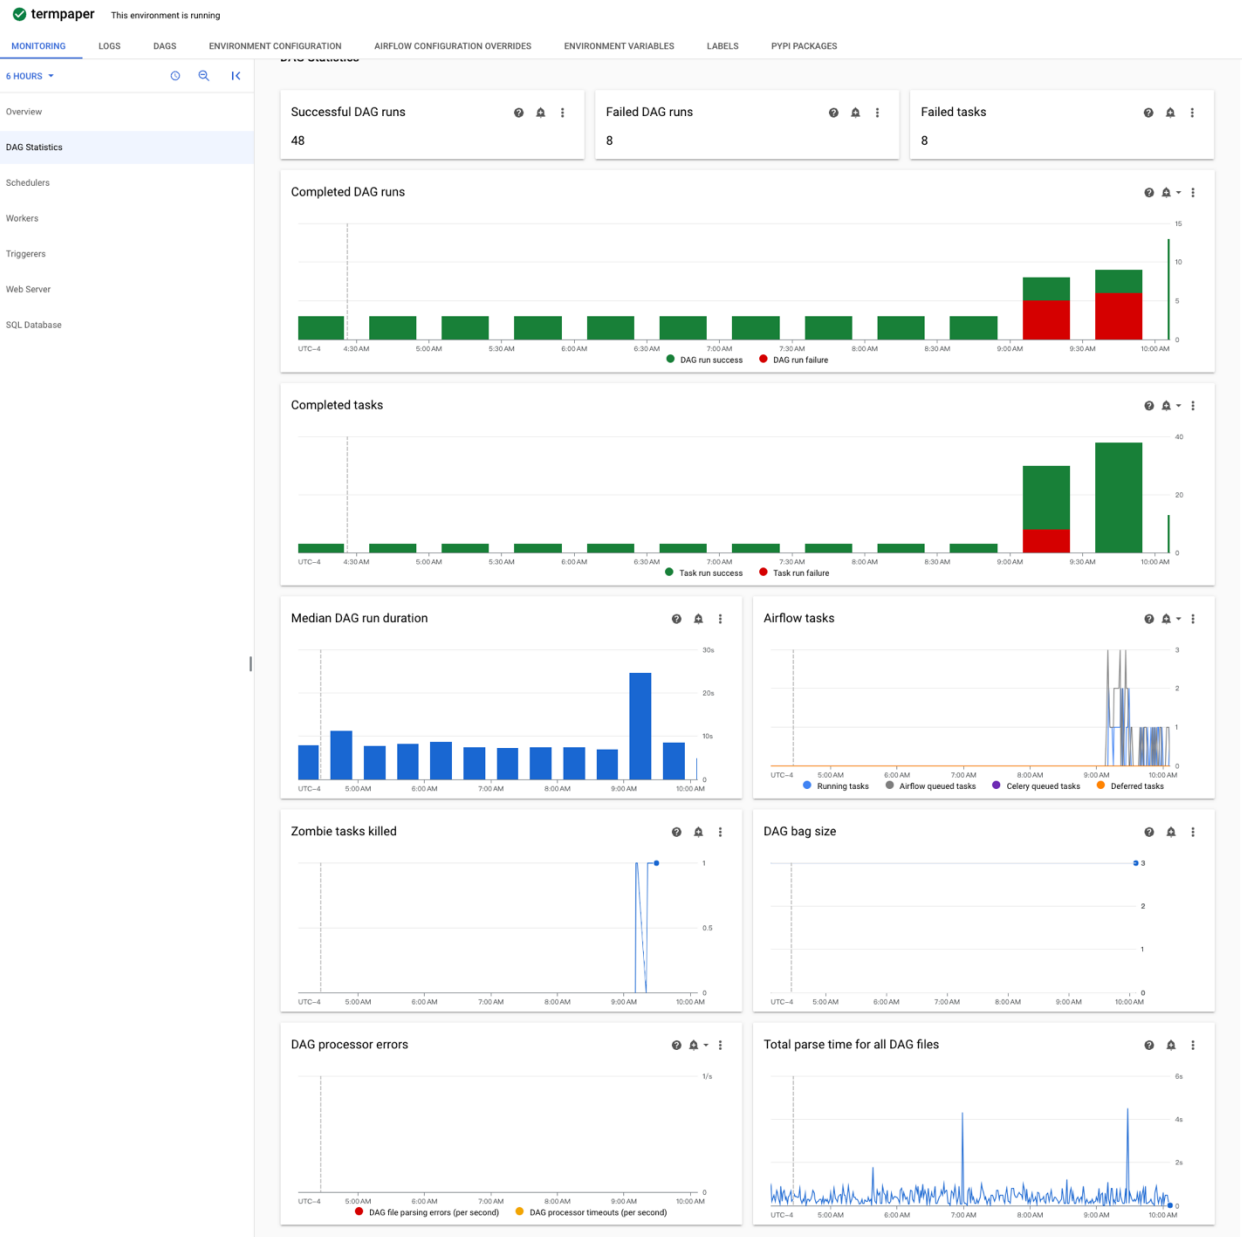 termpaper This environment is running
MONITORING LOGS DAGS ENVIRONMENT CONFIGURATION AIRFLOW CONFIGURATION OVERRIDES ENVIRONMENT VARIABLES LABELS PYPI PACKAGES
6 HOURS
Overview
DAG Statistics
Schedulers
Workers
Triggerers
Web Server
SQL Database
DAG Statistics
Successful DAG runs
48
Failed DAG runs
8
Failed tasks
8
Completed DAG runs
15
10
5
0
UTC-4 4:30 AM 5:00 AM 5:30 AM 6:00 AM 6:30 AM 7:00 AM 7:30 AM 8:00 AM 8:30 AM 9:00 AM 9:30 AM 10:00 AM
DAG run success DAG run failure
Completed tasks
40
20
0
UTC-4 4:30 AM 5:00 AM 5:30 AM 6:00 AM 6:30 AM 7:00 AM 7:30 AM 8:00 AM 8:30 AM 9:00 AM 9:30 AM 10:00 AM
Task run success Task run failure
Median DAG run duration
30s
20s
10s
0
UTC-4 5:00 AM 6:00 AM 7:00 AM 8:00 AM 9:00 AM 10:00 AM
Airflow tasks
3
2
1
0
UTC-4 5:00 AM 6:00 AM 7:00 AM 8:00 AM 9:00 AM 10:00 AM
Running tasks Airflow queued tasks Celery queued tasks Deferred tasks
Zombie tasks killed
1
0.5
0
UTC-4 5:00 AM 6:00 AM 7:00 AM 8:00 AM 9:00 AM 10:00 AM
DAG bag size
3
2
1
0
UTC-4 5:00 AM 6:00 AM 7:00 AM 8:00 AM 9:00 AM 10:00 AM
DAG processor errors
1/s
0
UTC-4 5:00 AM 6:00 AM 7:00 AM 8:00 AM 9:00 AM 10:00 AM
DAG file parsing errors (per second) DAG processor timeouts (per second)
Total parse time for all DAG files
6s
4s
2s
0
UTC-4 5:00 AM 6:00 AM 7:00 AM 8:00 AM 9:00 AM 10:00 AM